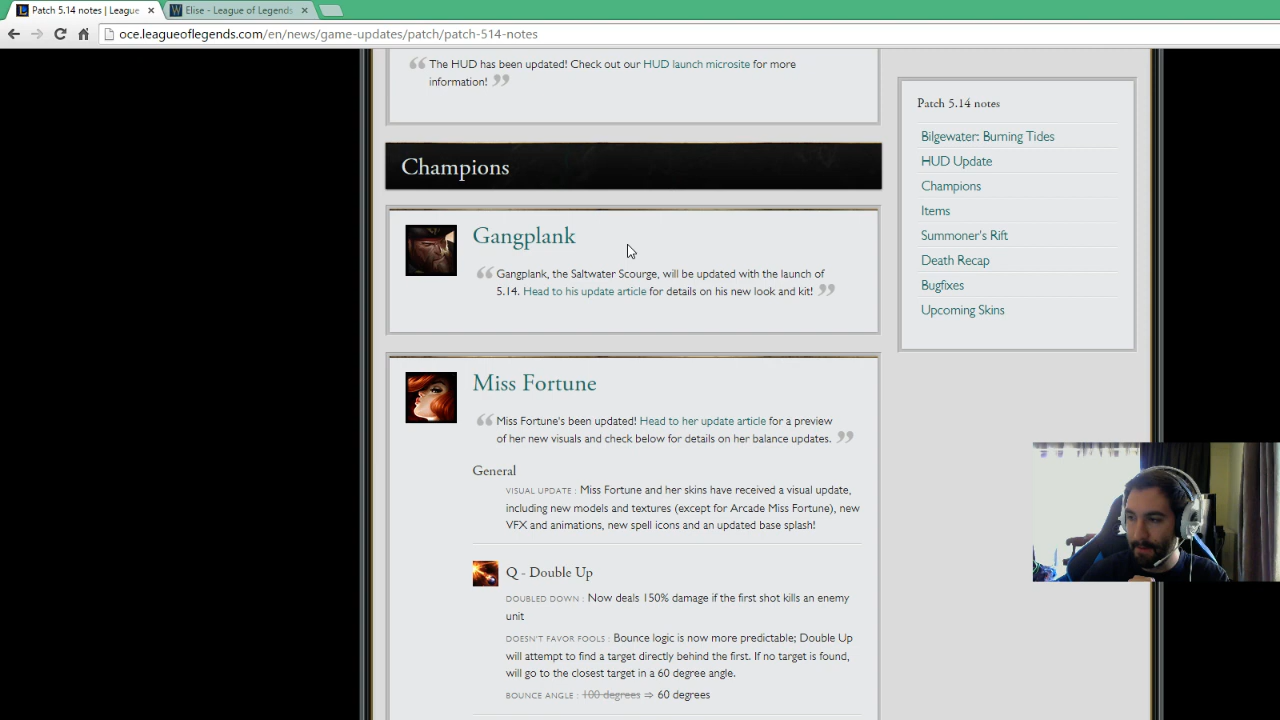 Patch 5.14 notes | League
Elise - League of Legends
oce.leagueoflegends.com/en/news/game-updates/patch/patch-514-notes
The HUD has been updated! Check out our HUD launch microsite for more
information!
Champions
Gangplank
Gangplank, the Saltwater Scourge, will be updated with the launch of
5.14. Head to his update article for details on his new look and kit!
Miss Fortune
Miss Fortune's been updated! Head to her update article for a preview
of her new visuals and check below for details on her balance updates.
General
VISUAL UPDATE : Miss Fortune and her skins have received a visual update,
including new models and textures (except for Arcade Miss Fortune), new
VFX and animations, new spell icons and an updated base splash!
Q - Double Up
DOUBLED DOWN : Now deals 150% damage if the first shot kills an enemy
unit
DOESN'T FAVOR FOOLS : Bounce logic is now more predictable; Double Up
will attempt to find a target directly behind the first. If no target is found,
will go to the closest target in a 60 degree angle.
BOUNCE ANGLE : 100 degrees ⇒ 60 degrees
Patch 5.14 notes
Bilgewater: Burning Tides
HUD Update
Champions
Items
Summoner's Rift
Death Recap
Bugfixes
Upcoming Skins